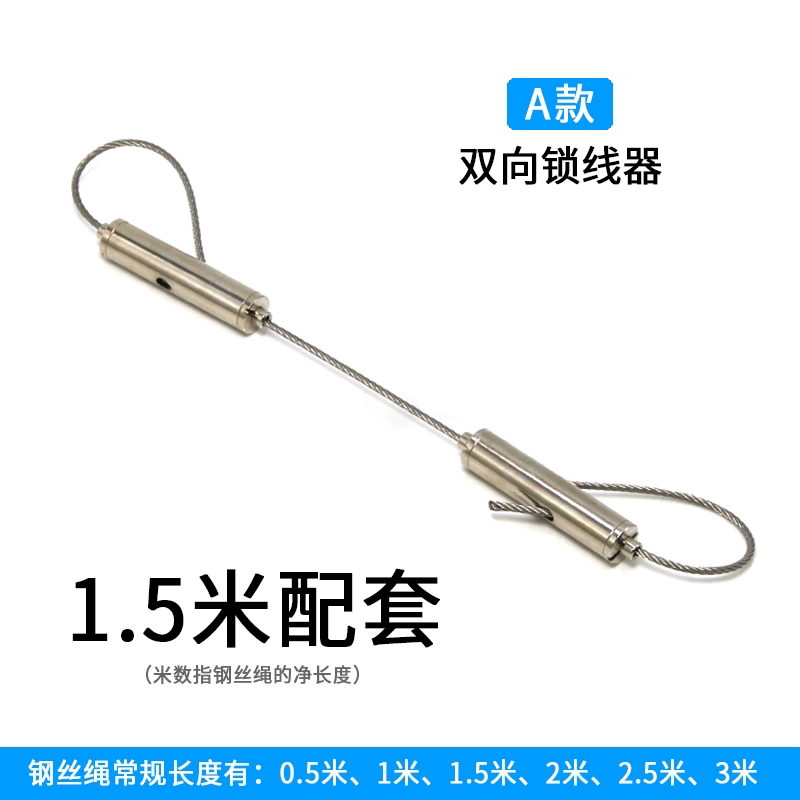 A款
双向锁线器
1.5米配套
（米数指钢丝绳的净长度）
钢丝绳常规长度有：0.5米、1米、1.5米、2米、2.5米、3米